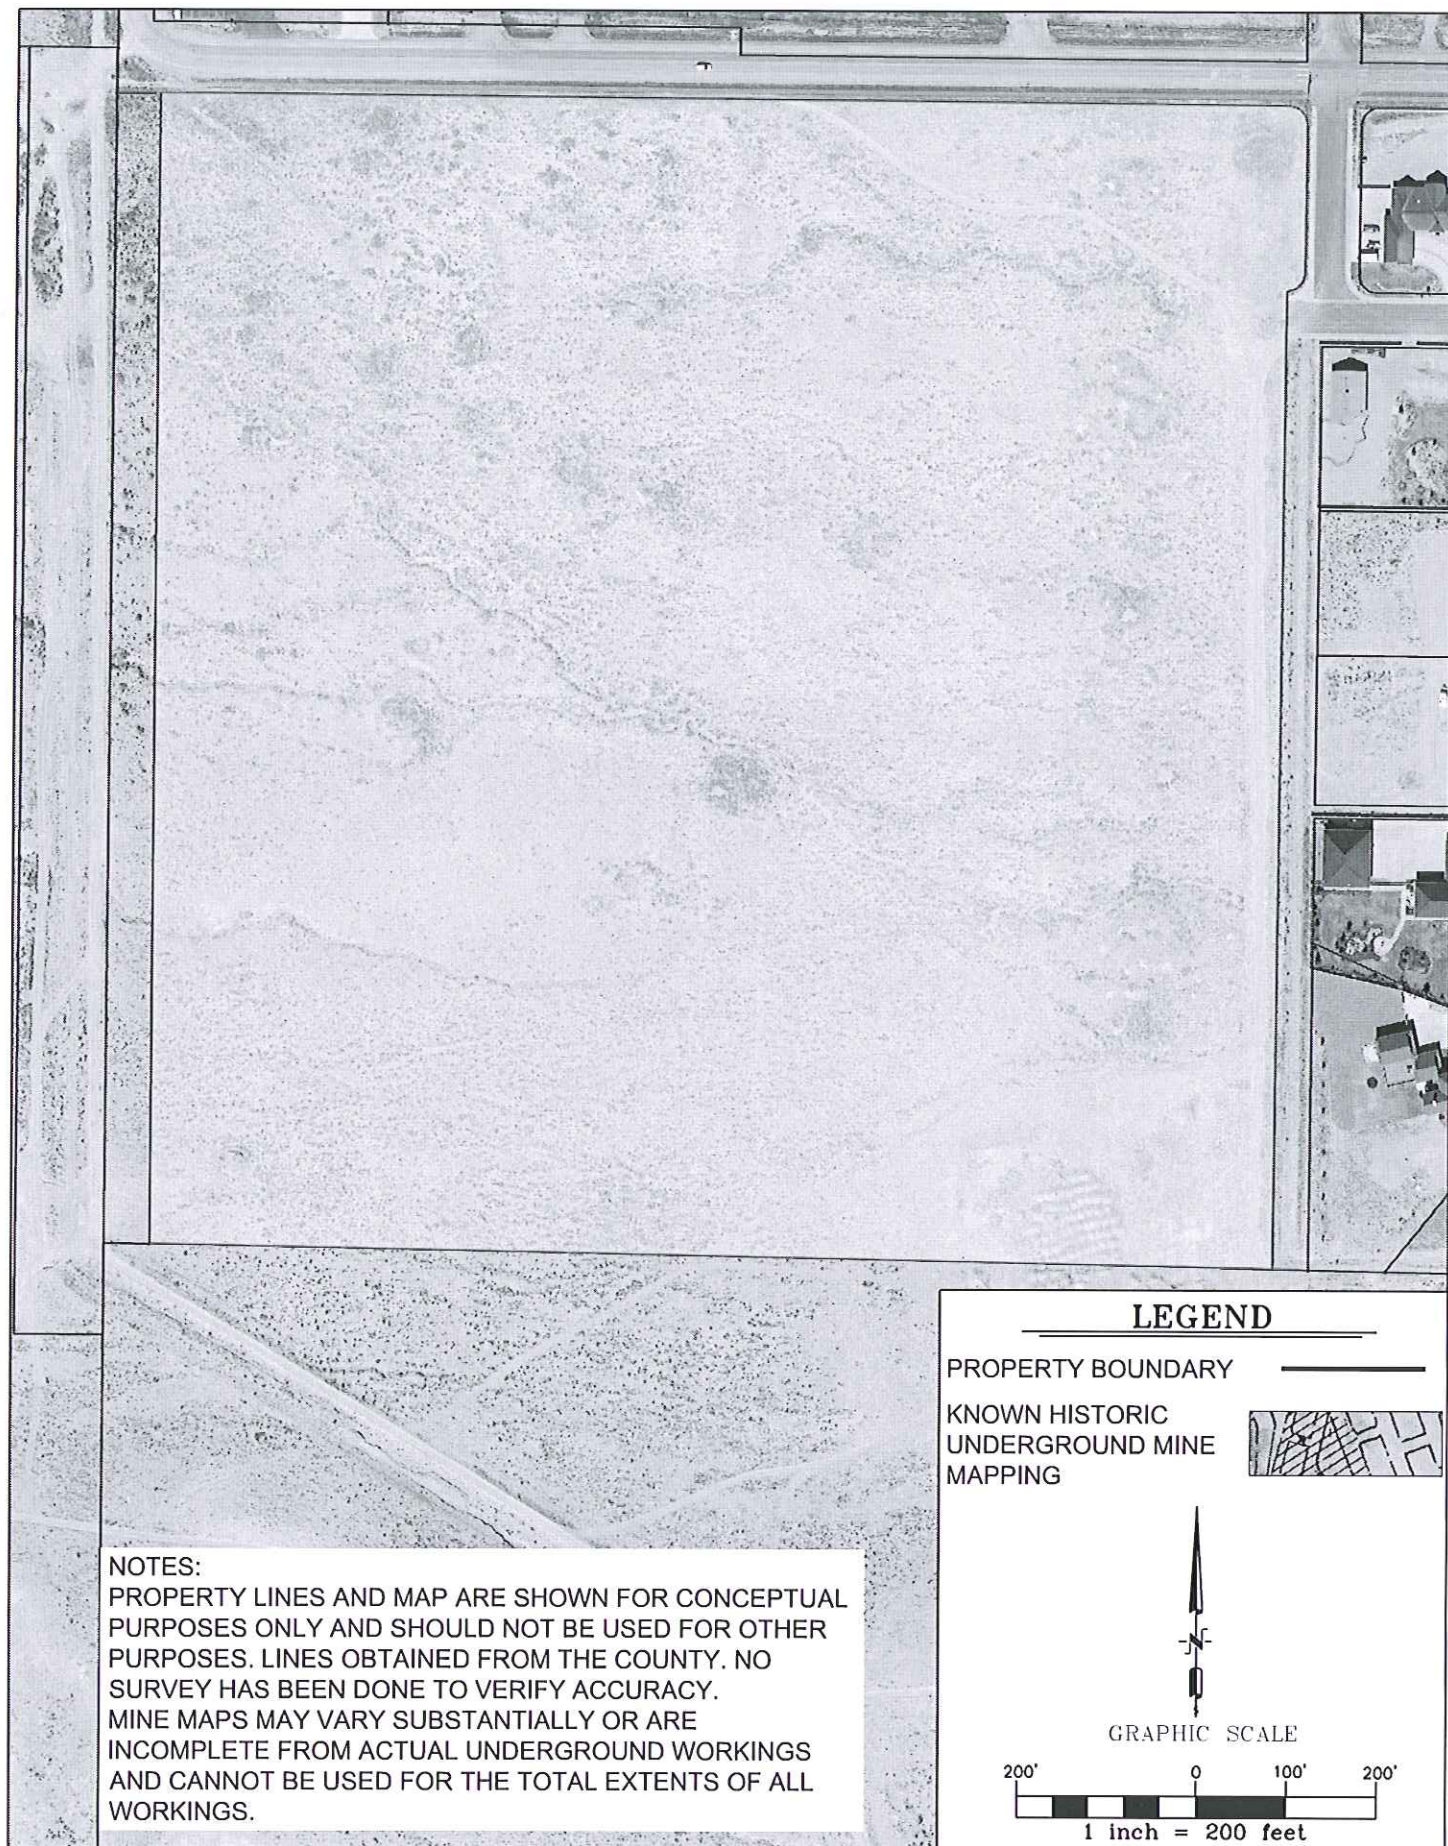 LEGEND
PROPERTY BOUNDARY
KNOWN HISTORIC
UNDERGROUND MINE
MAPPING
N
GRAPHIC SCALE
200' 0 100' 200'
1 inch = 200 feet
NOTES:
PROPERTY LINES AND MAP ARE SHOWN FOR CONCEPTUAL
PURPOSES ONLY AND SHOULD NOT BE USED FOR OTHER
PURPOSES. LINES OBTAINED FROM THE COUNTY. NO
SURVEY HAS BEEN DONE TO VERIFY ACCURACY.
MINE MAPS MAY VARY SUBSTANTIALLY OR ARE
INCOMPLETE FROM ACTUAL UNDERGROUND WORKINGS
AND CANNOT BE USED FOR THE TOTAL EXTENTS OF ALL
WORKINGS.